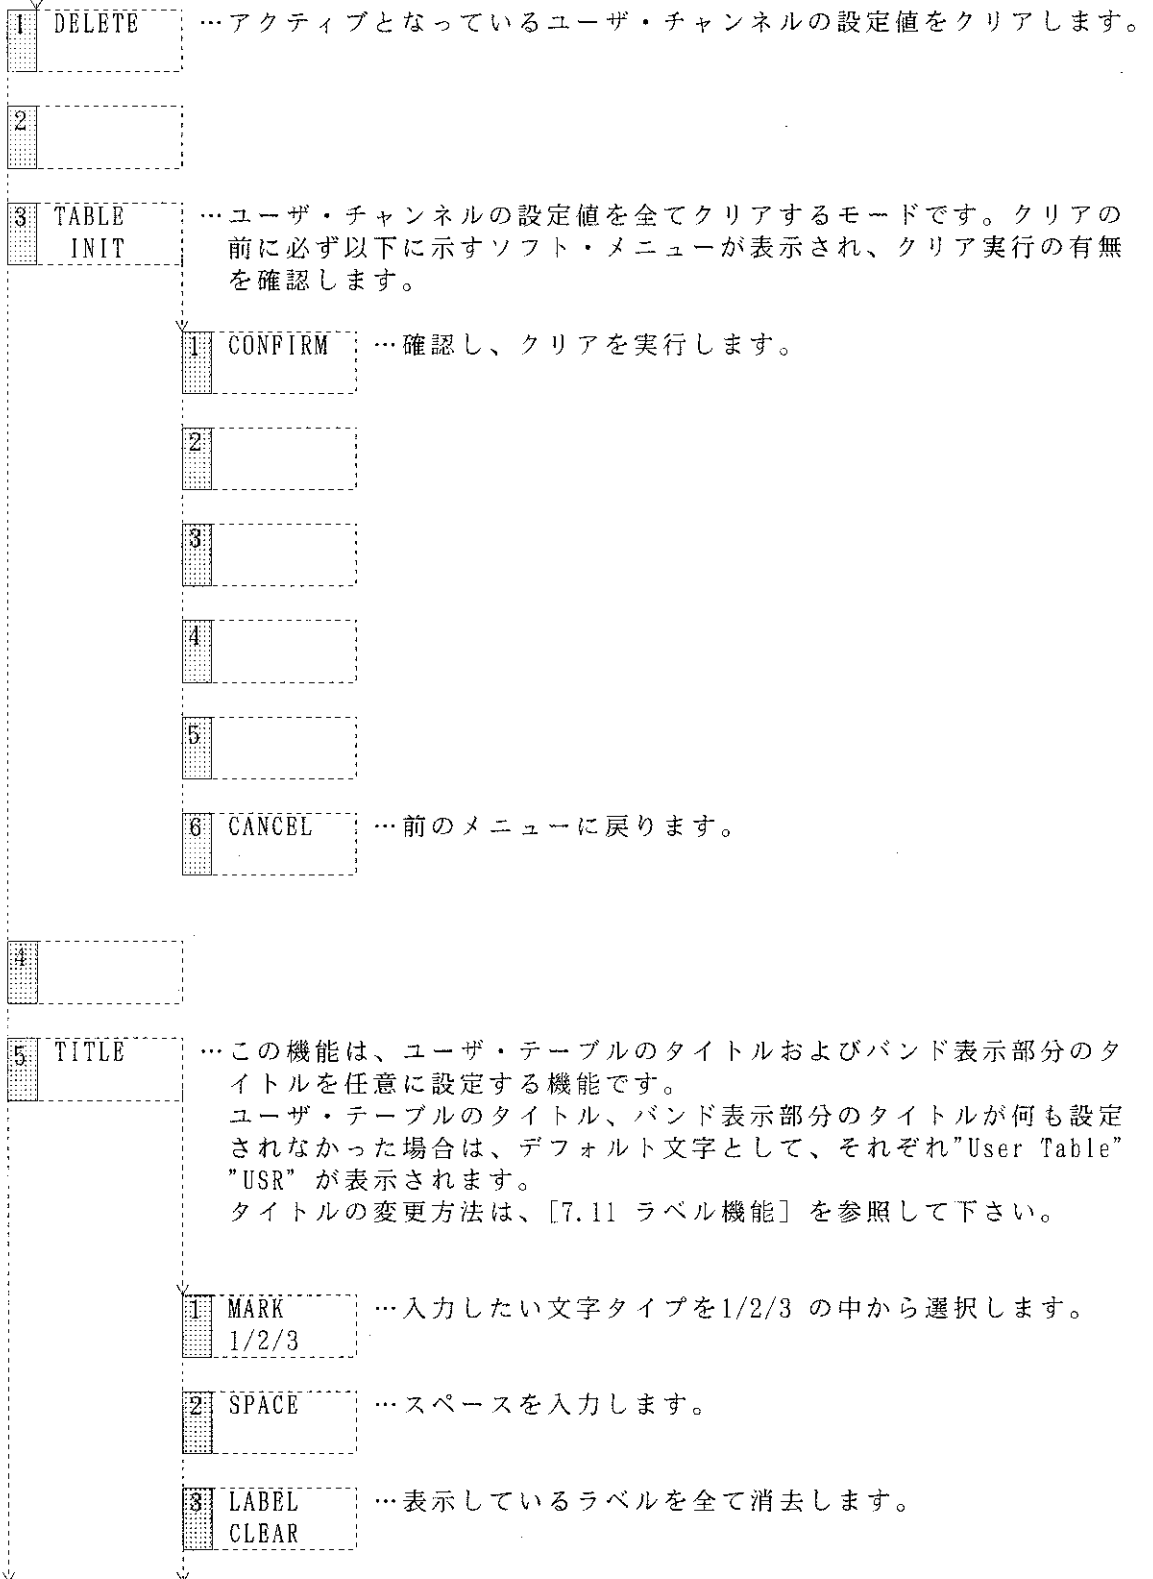 1 DELETE …アクティブとなっているユーザ・チャンネルの設定値をクリアします。
2
3 TABLE INIT …ユーザ・チャンネルの設定値を全てクリアするモードです。クリアの
前に必ず以下に示すソフト・メニューが表示され、クリア実行の有無
を確認します。
1 CONFIRM …確認し、クリアを実行します。
2
3
4
5
6 CANCEL …前のメニューに戻ります。
4
5 TITLE …この機能は、ユーザ・テーブルのタイトルおよびバンド表示部分のタ
イトルを任意に設定する機能です。
ユーザ・テーブルのタイトル、バンド表示部分のタイトルが何も設定
されなかった場合は、デフォルト文字として、それぞれ"User Table"
"USR" が表示されます。
タイトルの変更方法は、[7.11 ラベル機能] を参照して下さい。
1 MARK …入力したい文字タイプを1/2/3 の中から選択します。
1/2/3
2 SPACE …スペースを入力します。
3 LABEL …表示しているラベルを全て消去します。
CLEAR